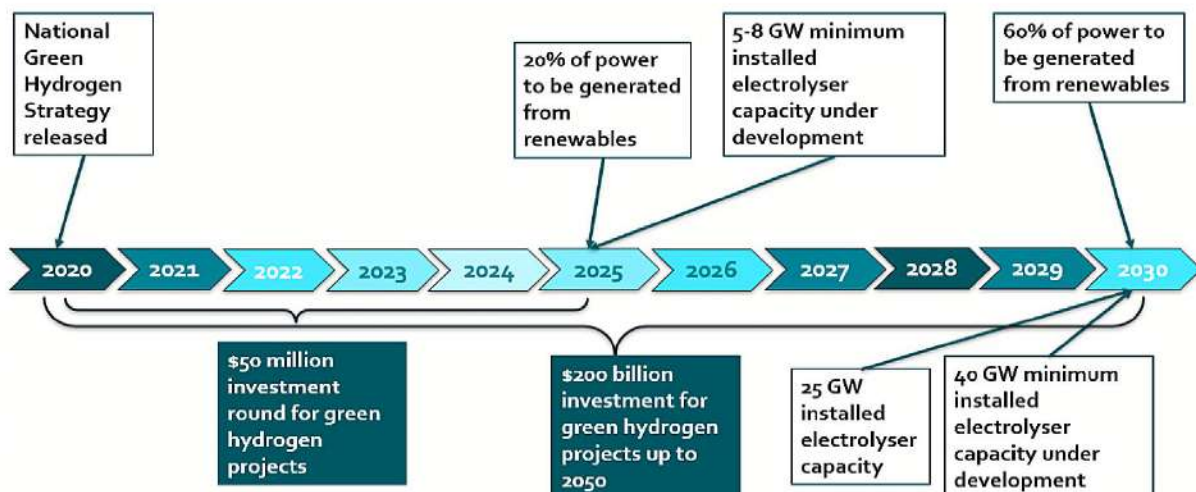 National
Green
Hydrogen
Strategy
released
20% of power
to be generated
from
renewables
5-8 GW minimum
installed
electrolyser
capacity under
development
60% of power to
be generated
from renewables
2020
2021
2022
2023
2024
2025
2026
2027
2028
2029
2030
$50 million
investment
round for green
hydrogen
projects
$200 billion
investment for
green hydrogen
projects up to
2050
25 GW
installed
electrolyser
capacity
40 GW minimum
installed
electrolyser
capacity under
development